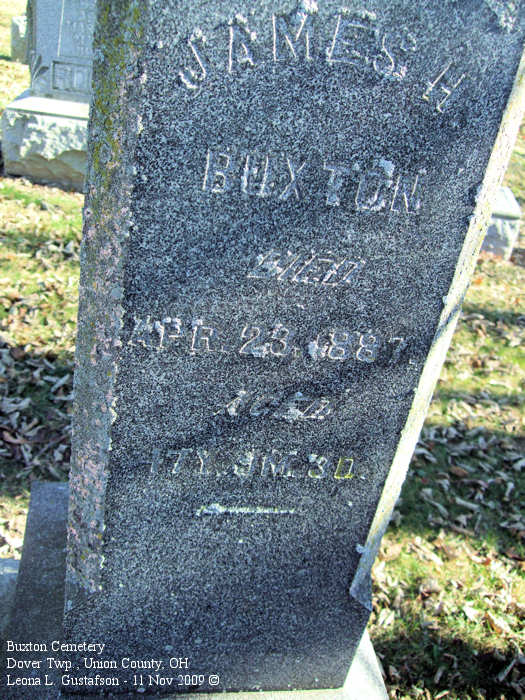 JAMES H
BUXTON
DIED
APR. 23, 1887.
AGED
17Y. 3M. 3D.
Buxton Cemetery
Dover Twp., Union County, OH
Leona L. Gustafson - 11 Nov 2009 ©